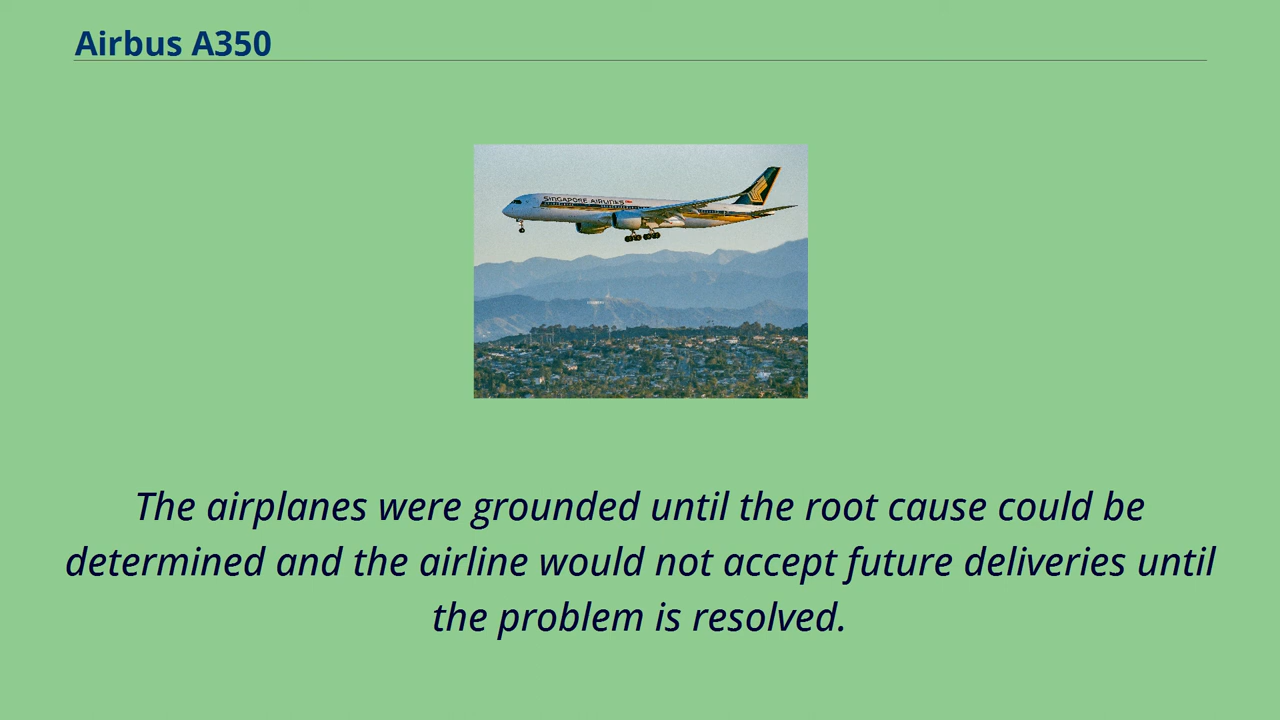 Airbus A350
SINGAPORE AIRLINES
The airplanes were grounded until the root cause could be
determined and the airline would not accept future deliveries until
the problem is resolved.